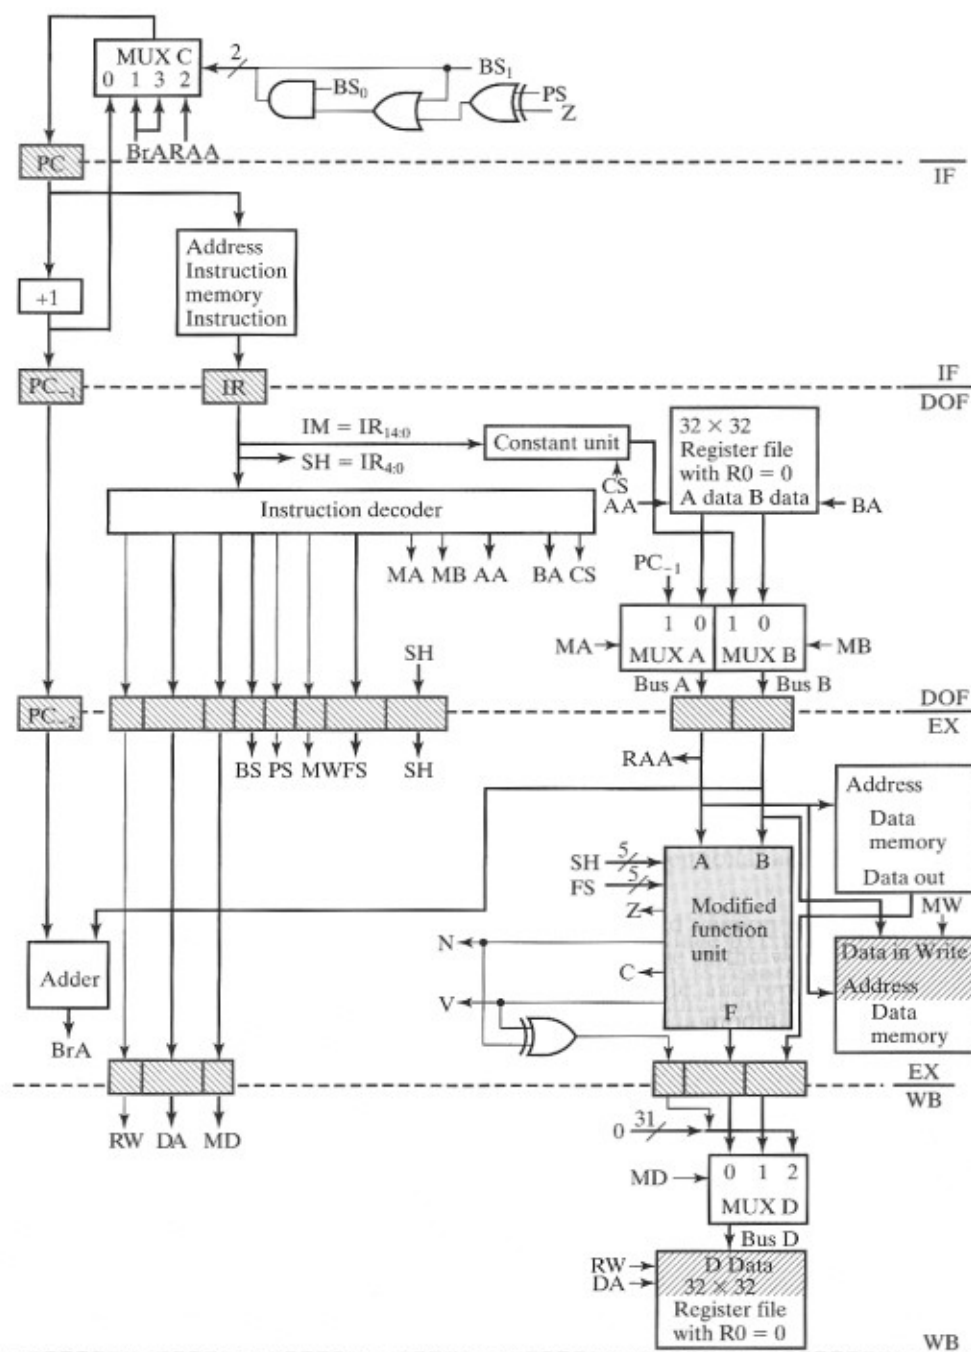 MUX C
0 1 3 2
2
BS₁
BS₀
PS
Z
BrA RAA
PC
IF
Address
Instruction
memory
Instruction
+1
PC₋₁
IR
IF
DOF
IM = IR₁₄:₀
SH = IR₄:₀
Constant unit
CS
32 × 32
Register file
with R0 = 0
A data B data
AA
BA
Instruction decoder
MA MB AA BA CS
PC₋₁
1 0 1 0
MUX A MUX B
MA
MB
SH
Bus A
Bus B
PC₋₂
DOF
EX
BS PS MW FS SH
RAA
Address
Data
memory
Data out
SH 5
FS 5
A B
Z
Modified
function
unit
N
C
V
F
MW
Data in Write
Address
Data
memory
Adder
BrA
EX
WB
RW DA MD
0 31
0 1 2
MD
MUX D
Bus D
RW
DA
D Data
32 × 32
Register file
with R0 = 0
WB